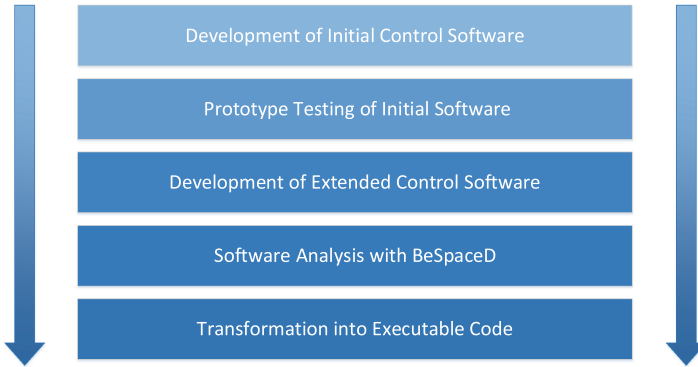 Development of Initial Control Software
Prototype Testing of Initial Software
Development of Extended Control Software
Software Analysis with BeSpaceD
Transformation into Executable Code